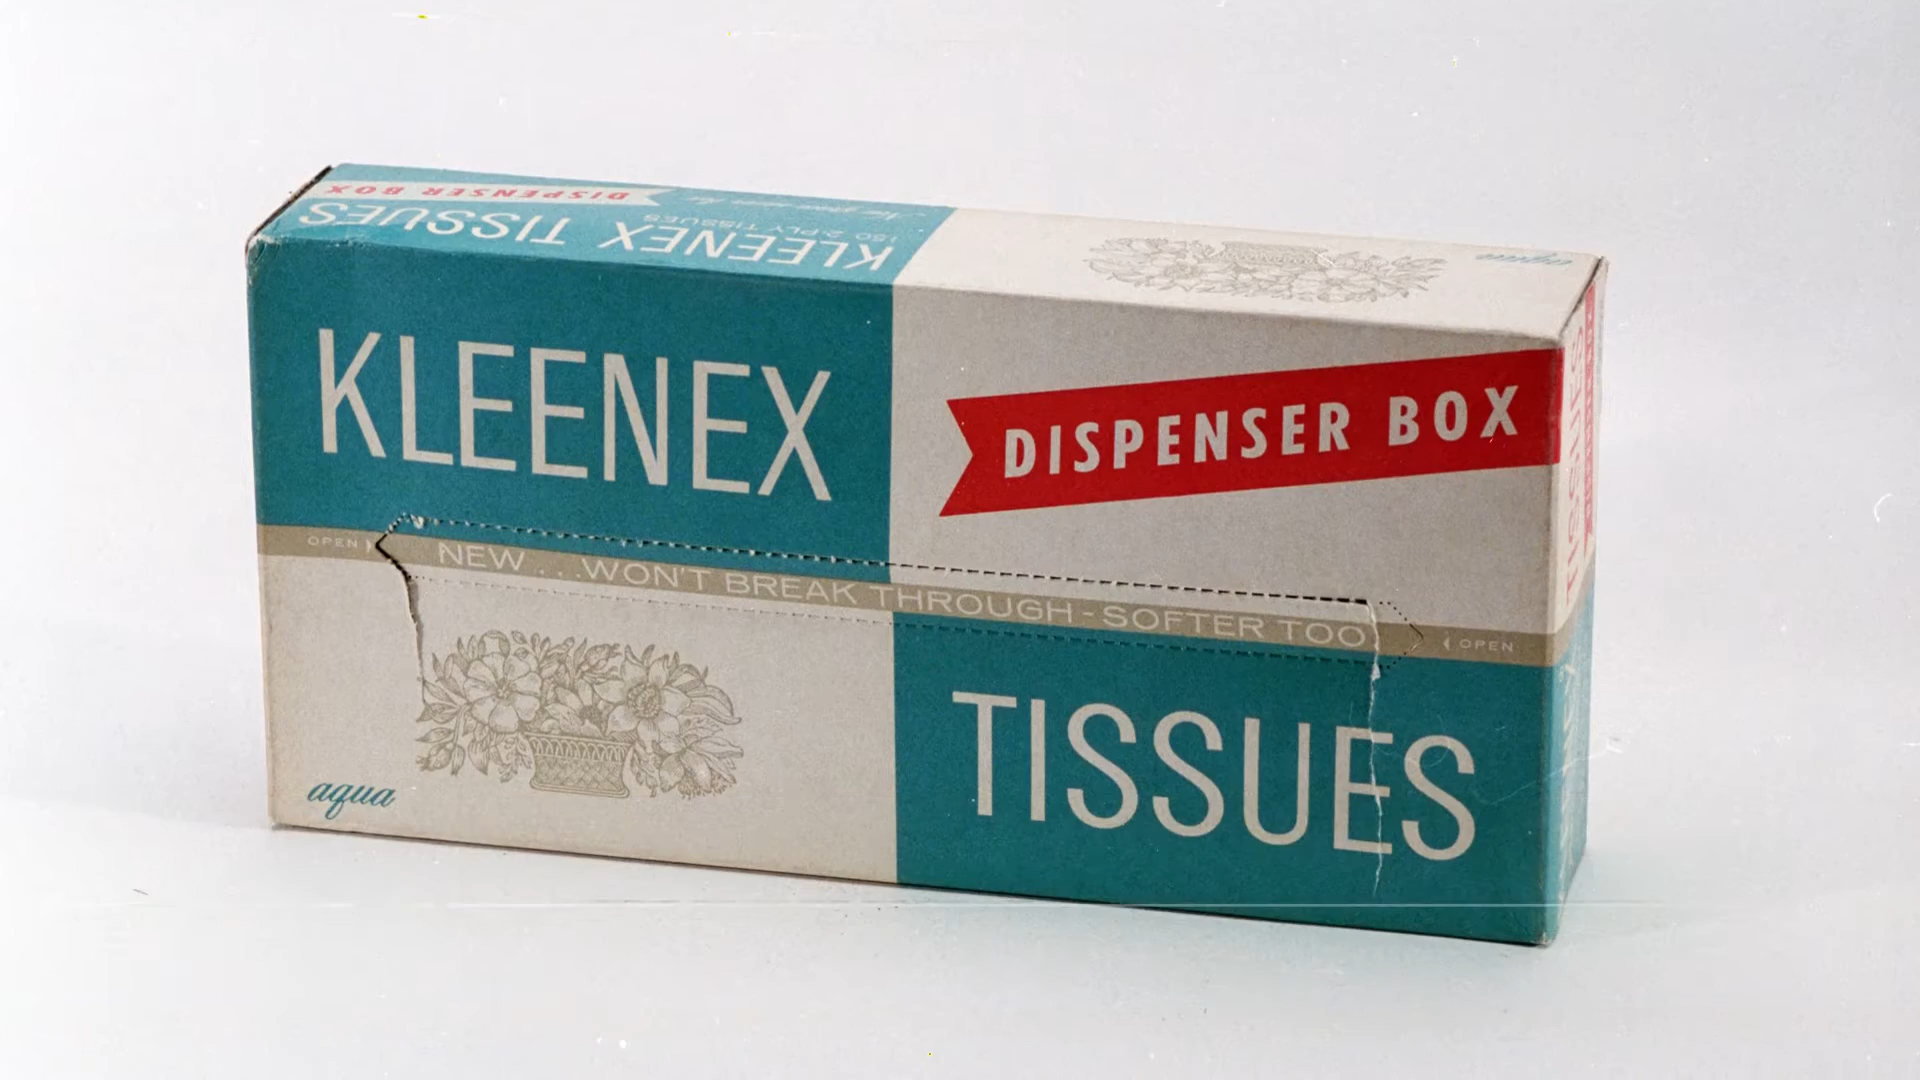 DISPENSER BOX
KLEENEX TISSUES
150 2-PLY TISSUES
aqua
KLEENEX
DISPENSER BOX
OPEN
NEW...WON'T BREAK THROUGH-SOFTER TOO
OPEN
aqua
TISSUES
TISSUES